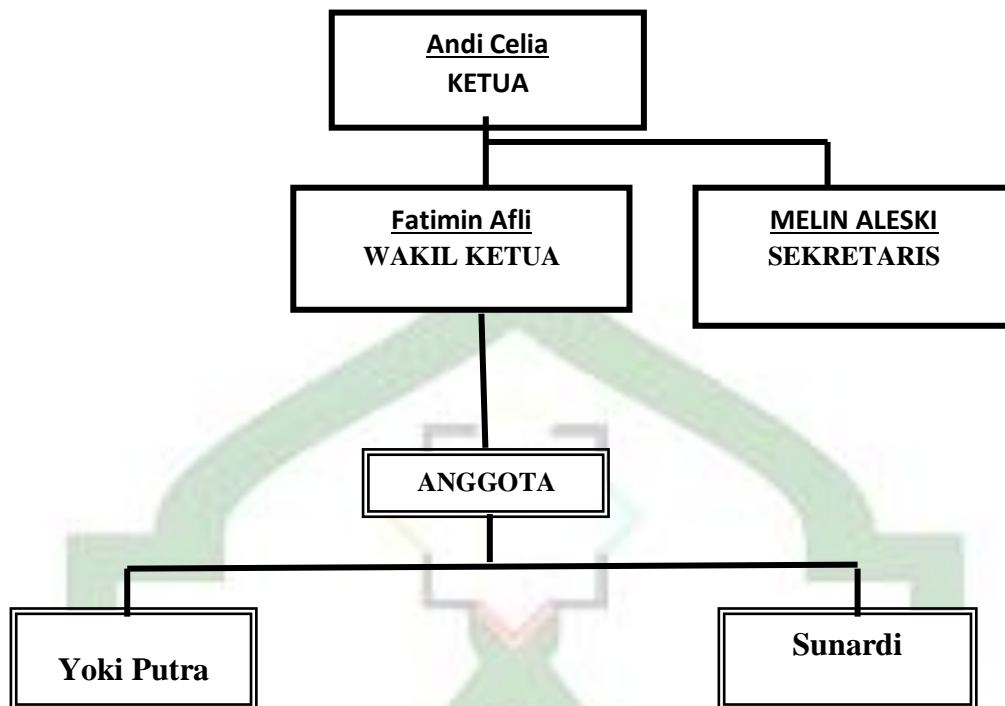 Andi Celia
KETUA
Fatimin Afli
WAKIL KETUA
MELIN ALESKI
SEKRETARIS
ANGGOTA
Yoki Putra
Sunardi